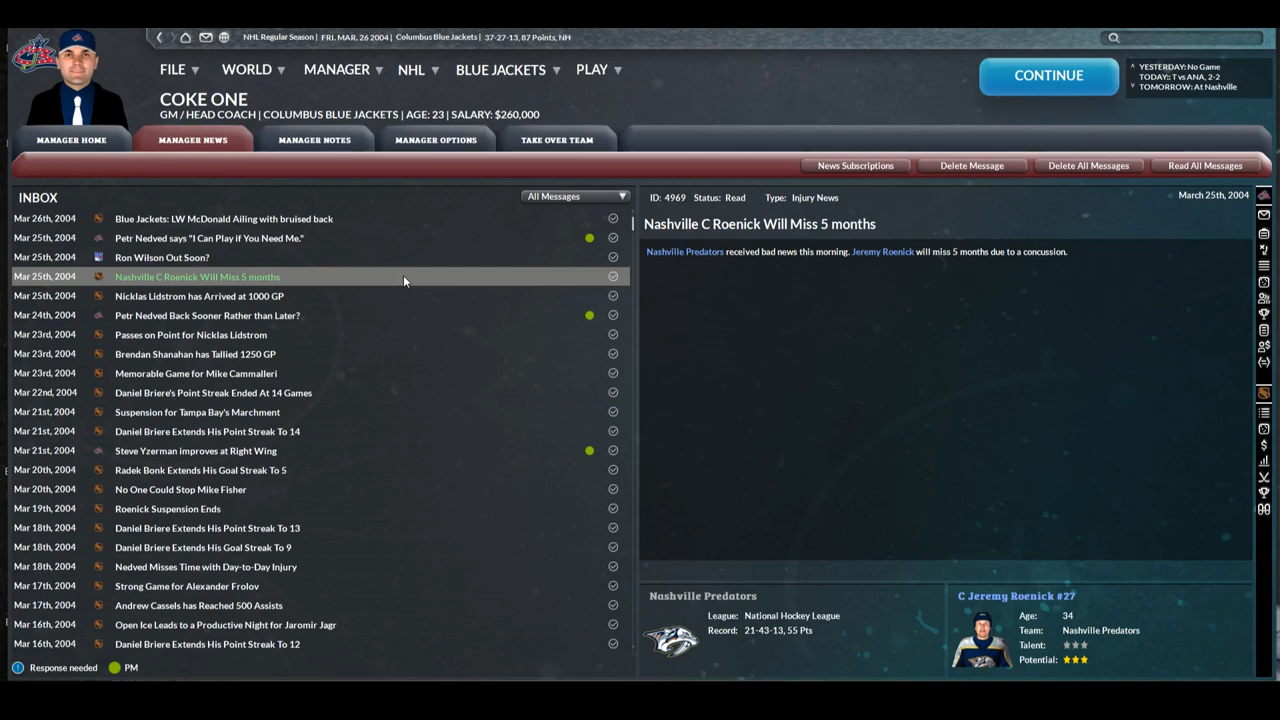 NHL Regular Season | FRI. MAR. 26 2004 | Columbus Blue Jackets | 37-27-13, 87 Points, NH
FILE WORLD MANAGER NHL BLUE JACKETS PLAY
CONTINUE
YESTERDAY: No Game
TODAY:: T vs ANA, 2-2
TOMORROW: At Nashville
COKE ONE
GM / HEAD COACH | COLUMBUS BLUE JACKETS | AGE: 23 | SALARY: $260,000
MANAGER HOME MANAGER NEWS MANAGER NOTES MANAGER OPTIONS TAKE OVER TEAM
News Subscriptions Delete Message Delete All Messages Read All Messages
INBOX All Messages
Mar 26th, 2004 Blue Jackets: LW McDonald Ailing with bruised back
Mar 25th, 2004 Petr Nedved says "I Can Play if You Need Me."
Mar 25th, 2004 Ron Wilson Out Soon?
Mar 25th, 2004 Nashville C Roenick Will Miss 5 months
Mar 25th, 2004 Nicklas Lidstrom has Arrived at 1000 GP
Mar 24th, 2004 Petr Nedved Back Sooner Rather than Later?
Mar 23rd, 2004 Passes on Point for Nicklas Lidstrom
Mar 23rd, 2004 Brendan Shanahan has Tallied 1250 GP
Mar 23rd, 2004 Memorable Game for Mike Cammalleri
Mar 22nd, 2004 Daniel Briere's Point Streak Ended At 14 Games
Mar 21st, 2004 Suspension for Tampa Bay's Marchment
Mar 21st, 2004 Daniel Briere Extends His Point Streak To 14
Mar 21st, 2004 Steve Yzerman improves at Right Wing
Mar 20th, 2004 Radek Bonk Extends His Goal Streak To 5
Mar 20th, 2004 No One Could Stop Mike Fisher
Mar 19th, 2004 Roenick Suspension Ends
Mar 18th, 2004 Daniel Briere Extends His Point Streak To 13
Mar 18th, 2004 Daniel Briere Extends His Goal Streak To 9
Mar 18th, 2004 Nedved Misses Time with Day-to-Day Injury
Mar 17th, 2004 Strong Game for Alexander Frolov
Mar 17th, 2004 Andrew Cassels has Reached 500 Assists
Mar 16th, 2004 Open Ice Leads to a Productive Night for Jaromir Jagr
Mar 16th, 2004 Daniel Briere Extends His Point Streak To 12
Response needed PM
ID: 4969 Status: Read Type: Injury News March 25th, 2004
Nashville C Roenick Will Miss 5 months
Nashville Predators received bad news this morning. Jeremy Roenick will miss 5 months due to a concussion.
Nashville Predators
League: National Hockey League
Record: 21-43-13, 55 Pts
C Jeremy Roenick #27
Age: 34
Team: Nashville Predators
Talent:
Potential: